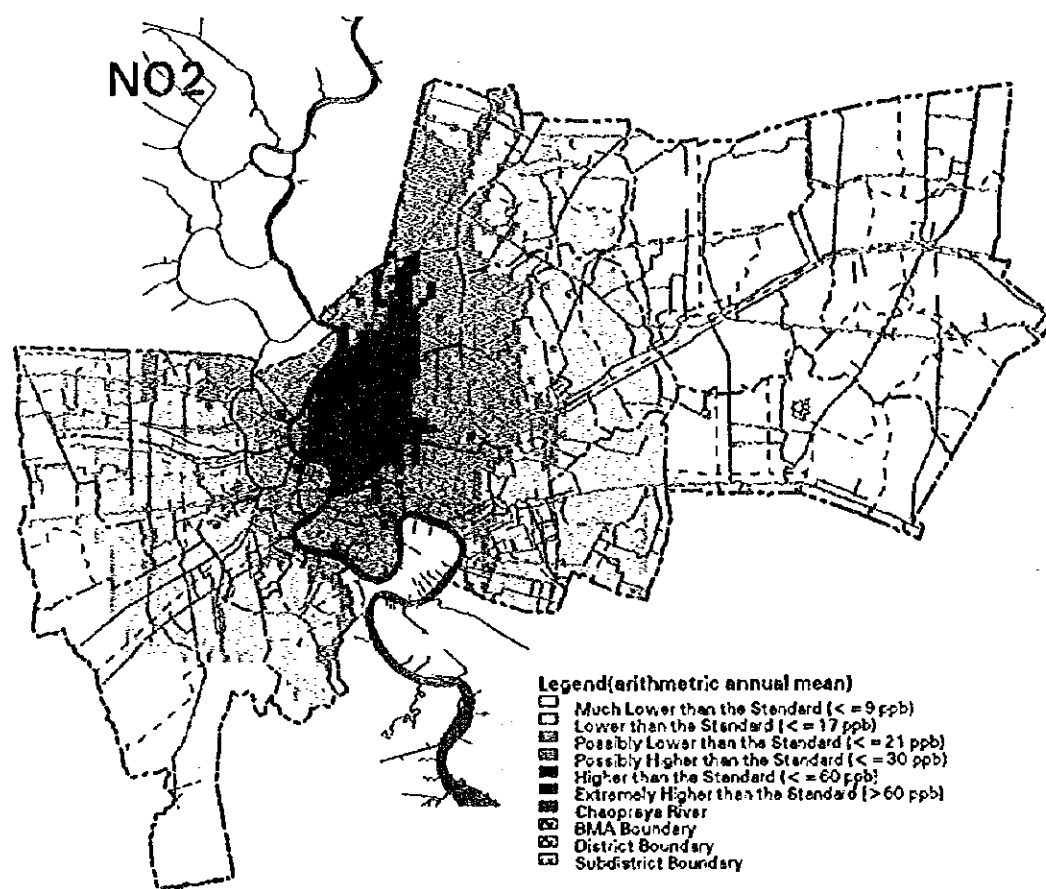 NO2
Legend(arithmetric annual mean)
Much Lower than the Standard (< = 9 ppb)
Lower than the Standard (< = 17 ppb)
Possibly Lower than the Standard (< = 21 ppb)
Possibly Higher than the Standard (< = 30 ppb)
Higher than the Standard (< = 60 ppb)
Extremely Higher than the Standard (> 60 ppb)
Chaopraya River
BMA Boundary
District Boundary
Subdistrict Boundary